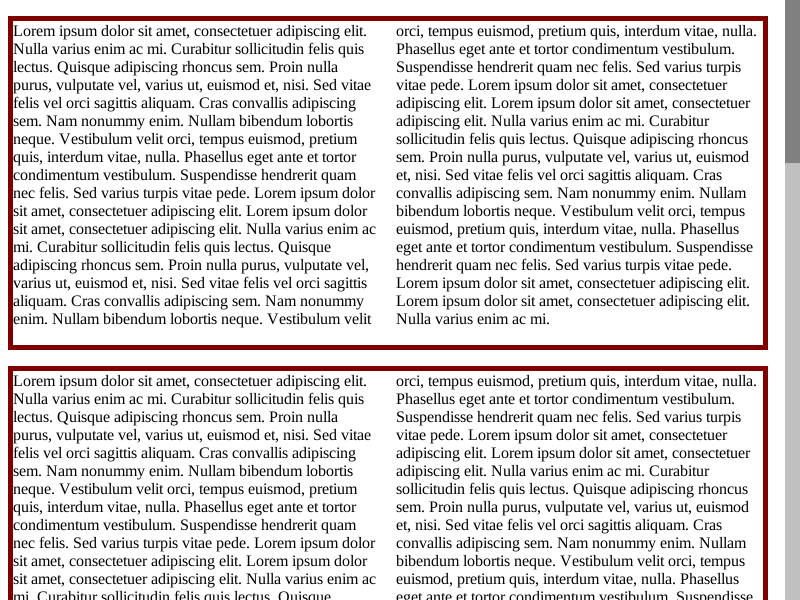 Lorem ipsum dolor sit amet, consectetuer adipiscing elit.
Nulla varius enim ac mi. Curabitur sollicitudin felis quis
lectus. Quisque adipiscing rhoncus sem. Proin nulla
purus, vulputate vel, varius ut, euismod et, nisi. Sed vitae
felis vel orci sagittis aliquam. Cras convallis adipiscing
sem. Nam nonummy enim. Nullam bibendum lobortis
neque. Vestibulum velit orci, tempus euismod, pretium
quis, interdum vitae, nulla. Phasellus eget ante et tortor
condimentum vestibulum. Suspendisse hendrerit quam
nec felis. Sed varius turpis vitae pede. Lorem ipsum dolor
sit amet, consectetuer adipiscing elit. Lorem ipsum dolor
sit amet, consectetuer adipiscing elit. Nulla varius enim ac
mi. Curabitur sollicitudin felis quis lectus. Quisque
adipiscing rhoncus sem. Proin nulla purus, vulputate vel,
varius ut, euismod et, nisi. Sed vitae felis vel orci sagittis
aliquam. Cras convallis adipiscing sem. Nam nonummy
enim. Nullam bibendum lobortis neque. Vestibulum velit
orci, tempus euismod, pretium quis, interdum vitae, nulla.
Phasellus eget ante et tortor condimentum vestibulum.
Suspendisse hendrerit quam nec felis. Sed varius turpis
vitae pede. Lorem ipsum dolor sit amet, consectetuer
adipiscing elit. Lorem ipsum dolor sit amet, consectetuer
adipiscing elit. Nulla varius enim ac mi. Curabitur
sollicitudin felis quis lectus. Quisque adipiscing rhoncus
sem. Proin nulla purus, vulputate vel, varius ut, euismod
et, nisi. Sed vitae felis vel orci sagittis aliquam. Cras
convallis adipiscing sem. Nam nonummy enim. Nullam
bibendum lobortis neque. Vestibulum velit orci, tempus
euismod, pretium quis, interdum vitae, nulla. Phasellus
eget ante et tortor condimentum vestibulum. Suspendisse
hendrerit quam nec felis. Sed varius turpis vitae pede.
Lorem ipsum dolor sit amet, consectetuer adipiscing elit.
Lorem ipsum dolor sit amet, consectetuer adipiscing elit.
Nulla varius enim ac mi.
Lorem ipsum dolor sit amet, consectetuer adipiscing elit.
Nulla varius enim ac mi. Curabitur sollicitudin felis quis
lectus. Quisque adipiscing rhoncus sem. Proin nulla
purus, vulputate vel, varius ut, euismod et, nisi. Sed vitae
felis vel orci sagittis aliquam. Cras convallis adipiscing
sem. Nam nonummy enim. Nullam bibendum lobortis
neque. Vestibulum velit orci, tempus euismod, pretium
quis, interdum vitae, nulla. Phasellus eget ante et tortor
condimentum vestibulum. Suspendisse hendrerit quam
nec felis. Sed varius turpis vitae pede. Lorem ipsum dolor
sit amet, consectetuer adipiscing elit. Lorem ipsum dolor
sit amet, consectetuer adipiscing elit. Nulla varius enim ac
mi. Curabitur sollicitudin felis quis lectus. Quisque
orci, tempus euismod, pretium quis, interdum vitae, nulla.
Phasellus eget ante et tortor condimentum vestibulum.
Suspendisse hendrerit quam nec felis. Sed varius turpis
vitae pede. Lorem ipsum dolor sit amet, consectetuer
adipiscing elit. Lorem ipsum dolor sit amet, consectetuer
adipiscing elit. Nulla varius enim ac mi. Curabitur
sollicitudin felis quis lectus. Quisque adipiscing rhoncus
sem. Proin nulla purus, vulputate vel, varius ut, euismod
et, nisi. Sed vitae felis vel orci sagittis aliquam. Cras
convallis adipiscing sem. Nam nonummy enim. Nullam
bibendum lobortis neque. Vestibulum velit orci, tempus
euismod, pretium quis, interdum vitae, nulla. Phasellus
eget ante et tortor condimentum vestibulum. Suspendisse